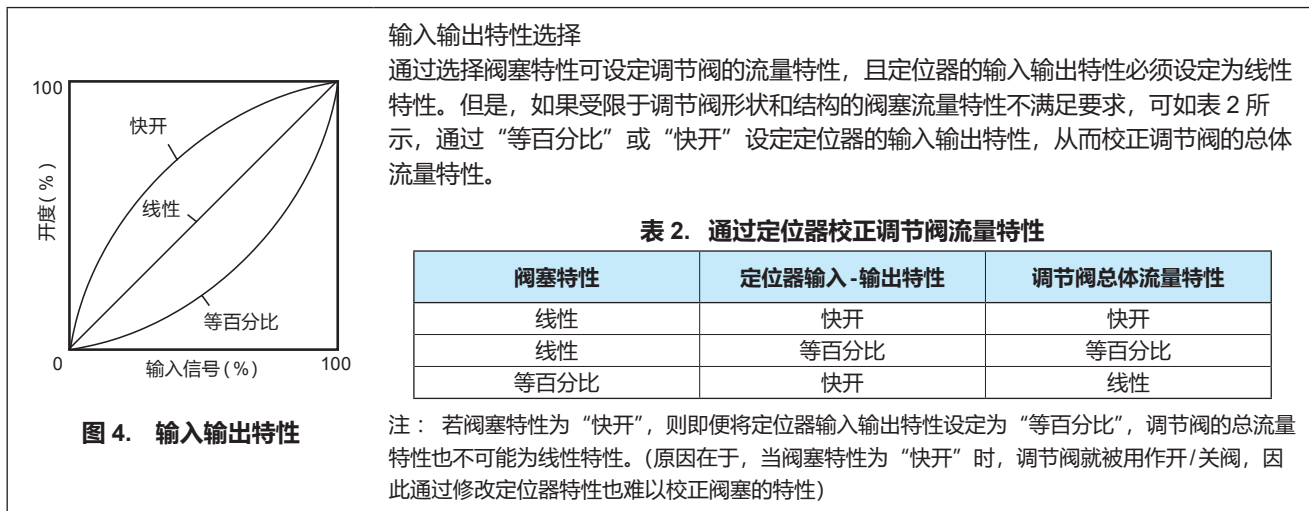 100
快开
线性
等百分比
开度(%)
0
输入信号(%)
100
图 4. 输入输出特性
输入输出特性选择
通过选择阀塞特性可设定调节阀的流量特性，且定位器的输入输出特性必须设定为线性
特性。但是，如果受限于调节阀形状和结构的阀塞流量特性不满足要求，可如表 2 所
示，通过“等百分比”或“快开”设定定位器的输入输出特性，从而校正调节阀的总体
流量特性。
表 2. 通过定位器校正调节阀流量特性
阀塞特性 定位器输入-输出特性 调节阀总体流量特性
线性 快开 快开
线性 等百分比 等百分比
等百分比 快开 线性
注： 若阀塞特性为“快开”，则即便将定位器输入输出特性设定为“等百分比”，调节阀的总流量
特性也不可能为线性特性。(原因在于，当阀塞特性为“快开”时，调节阀就被用作开/关阀，因
此通过修改定位器特性也难以校正阀塞的特性)